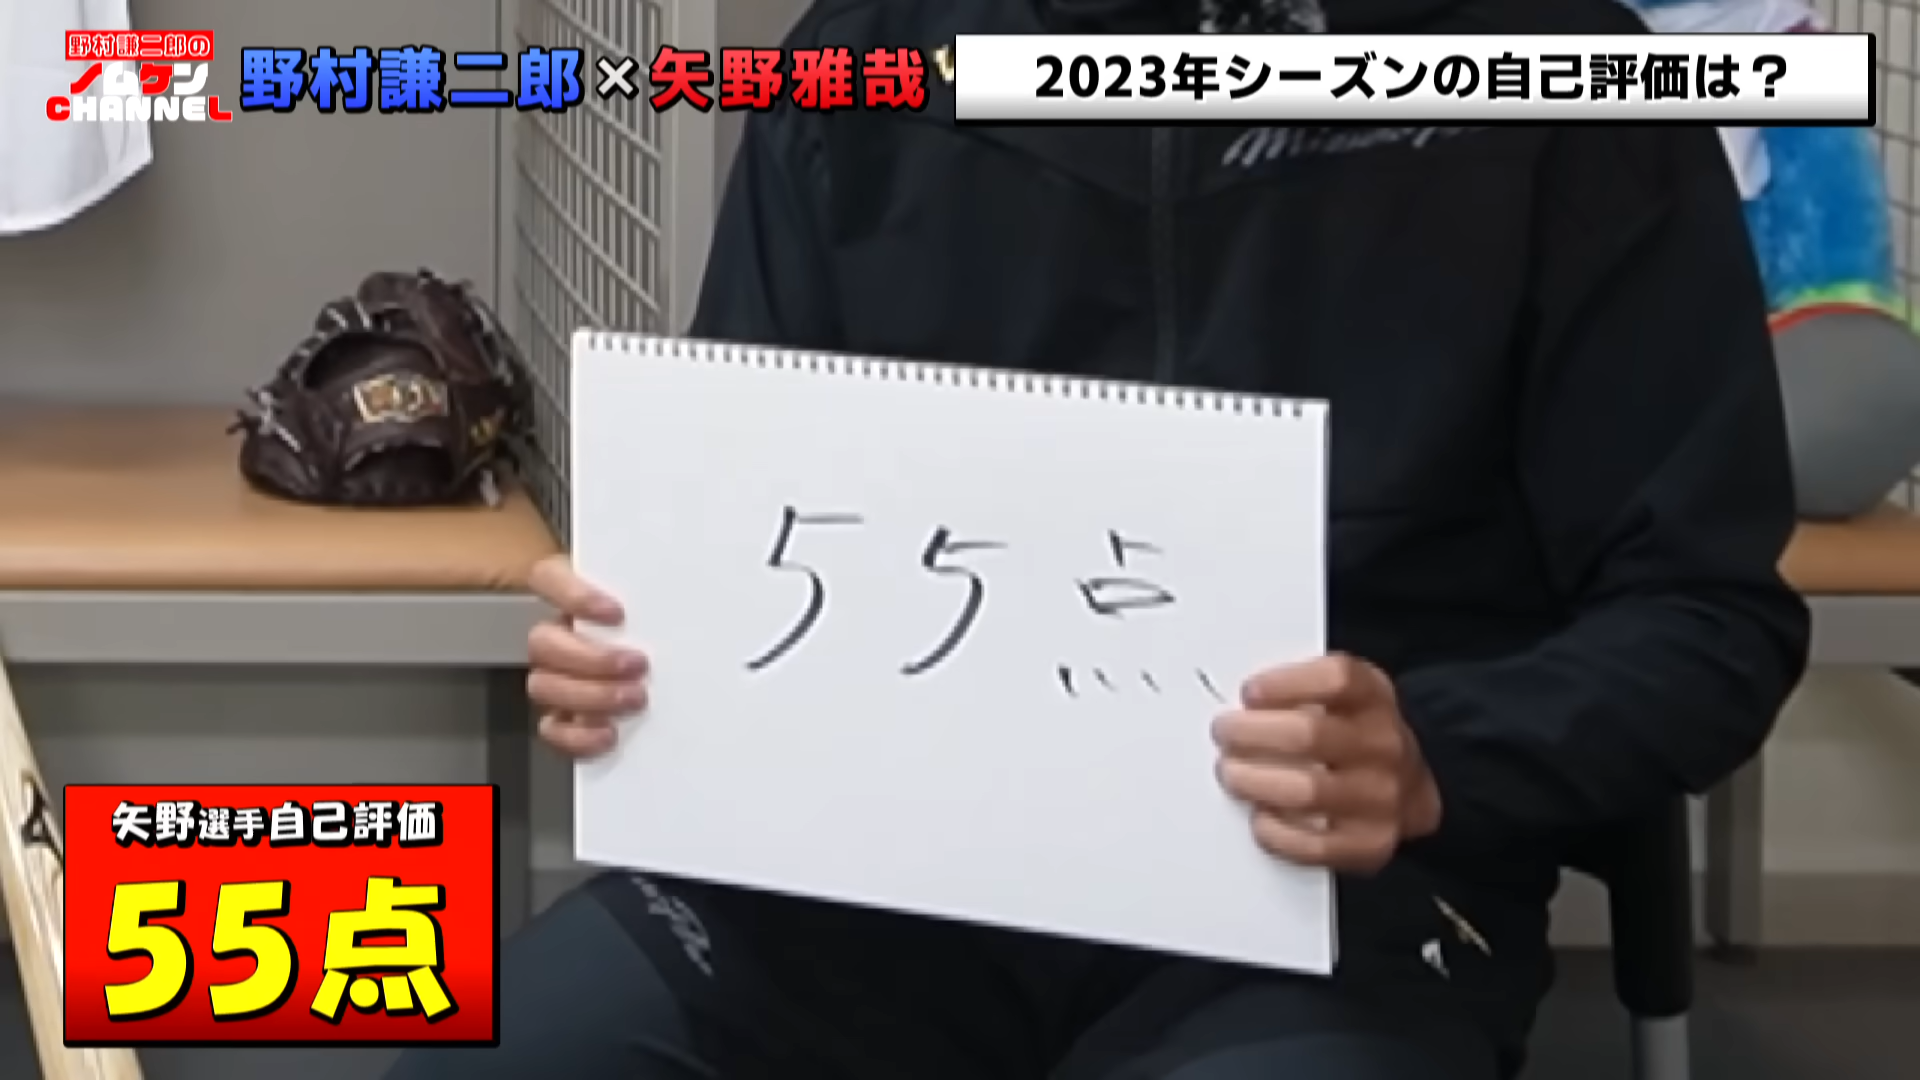 野村謙二郎の
ノムケン
CHANNEL
野村謙二郎×矢野雅哉
2023年シーズンの自己評価は？
55点
矢野選手自己評価
55点